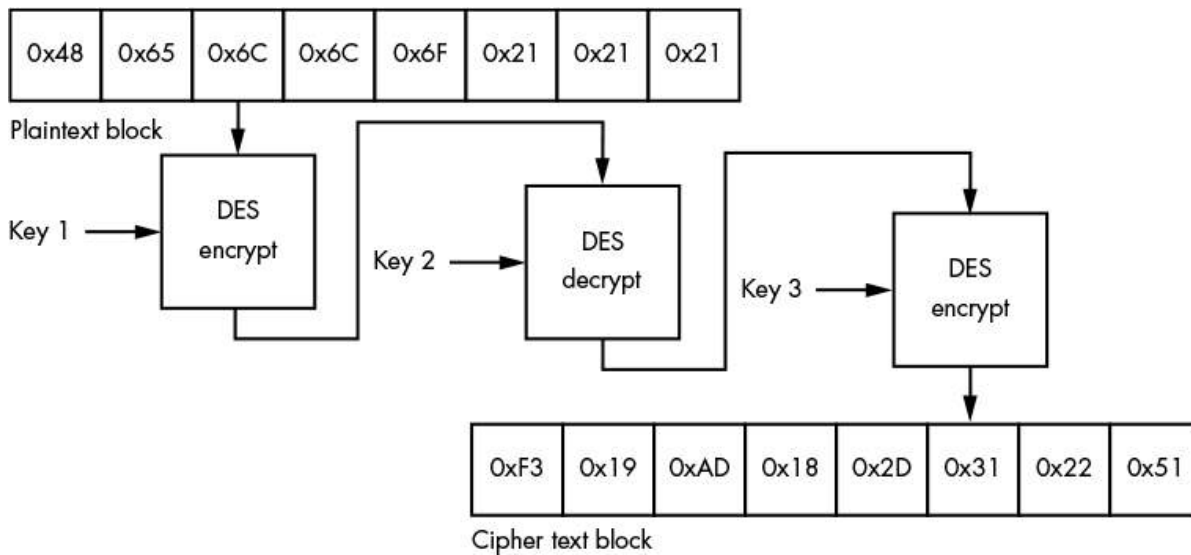 0x48 0x65 0x6C 0x6C 0x6F 0x21 0x21 0x21
Plaintext block
Key 1
DES
encrypt
Key 2
DES
decrypt
Key 3
DES
encrypt
0xF3 0x19 0xAD 0x18 0x2D 0x31 0x22 0x51
Cipher text block